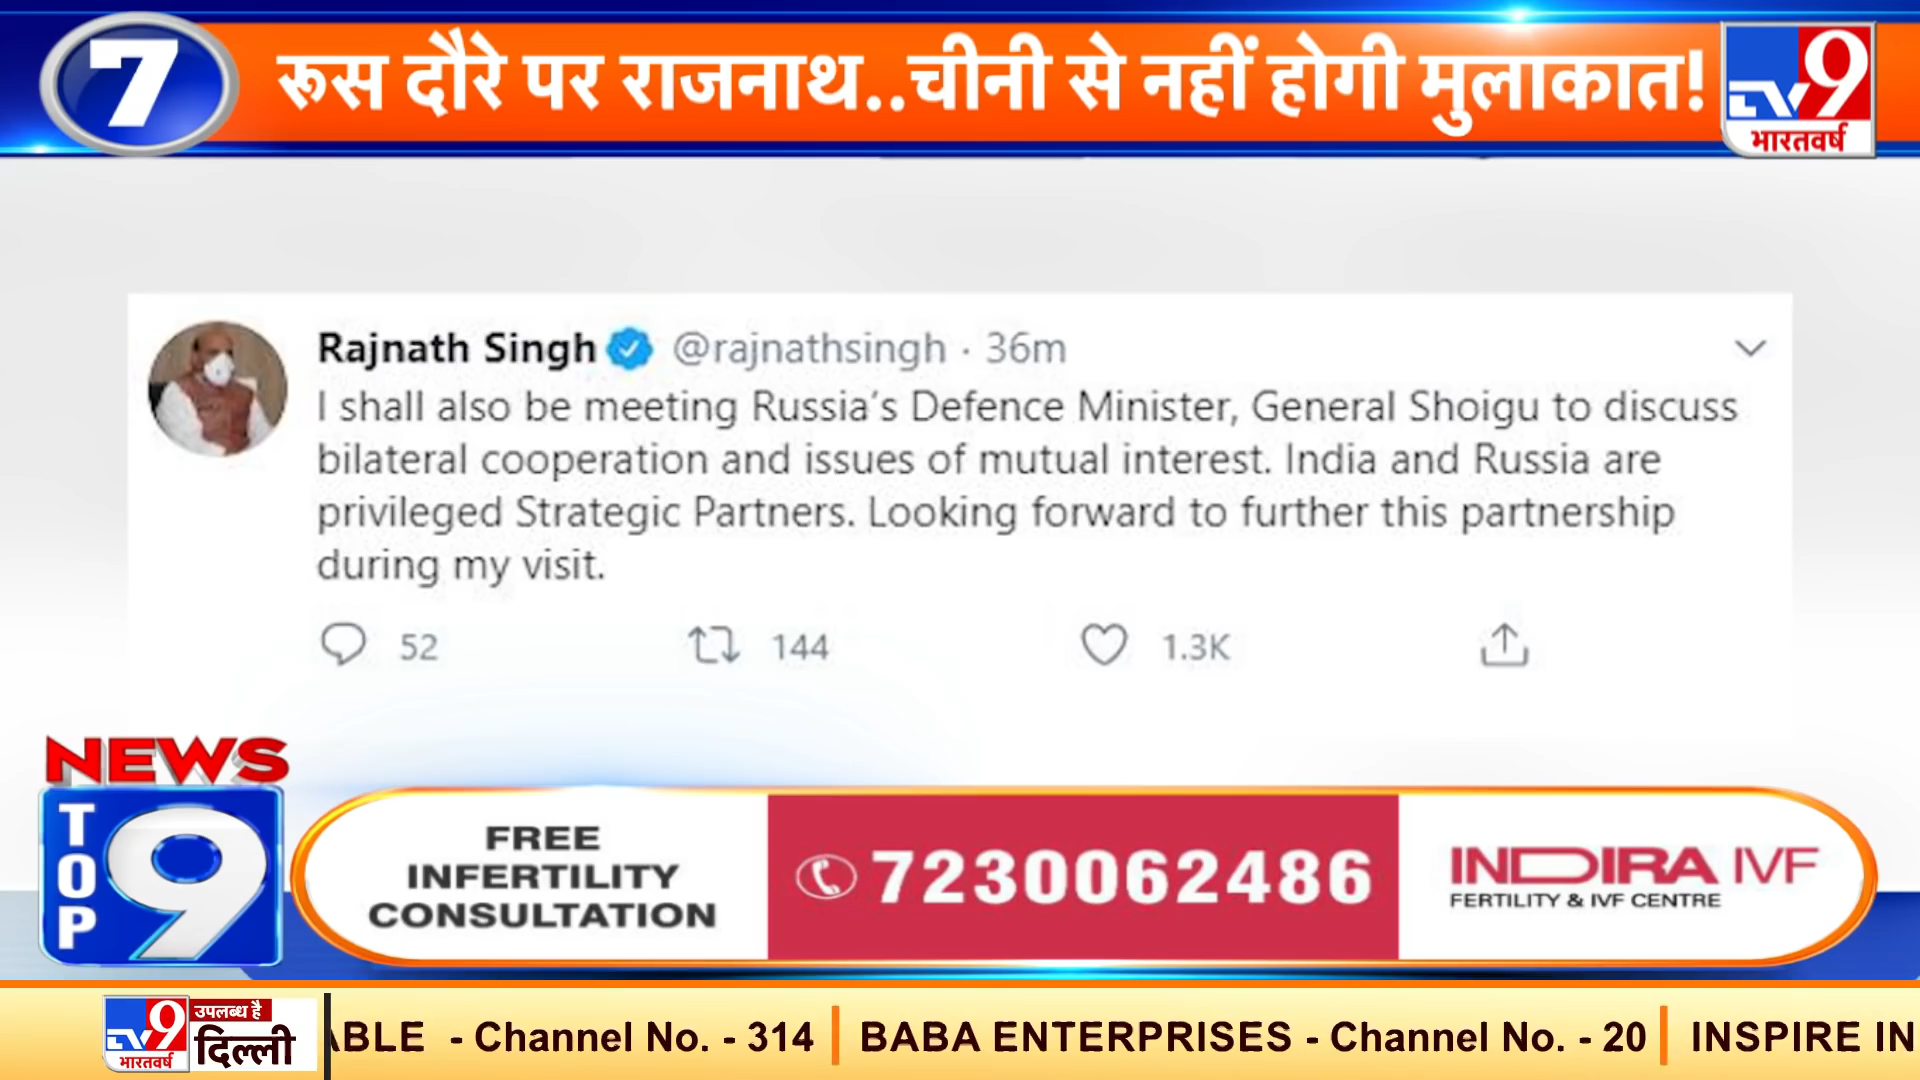 7
रूस दौरे पर राजनाथ..चीनी से नहीं होगी मुलाकात!
TV9
भारतवर्ष
Rajnath Singh @rajnathsingh · 36m
I shall also be meeting Russia's Defence Minister, General Shoigu to discuss
bilateral cooperation and issues of mutual interest. India and Russia are
privileged Strategic Partners. Looking forward to further this partnership
during my visit.
52 144 1.3K
NEWS
TOP
9
FREE
INFERTILITY
CONSULTATION
7230062486
INDIRA IVF
FERTILITY & IVF CENTRE
TV9
भारतवर्ष
उपलब्ध है
दिल्ली
ABLE - Channel No. - 314 | BABA ENTERPRISES - Channel No. - 20 | INSPIRE IN